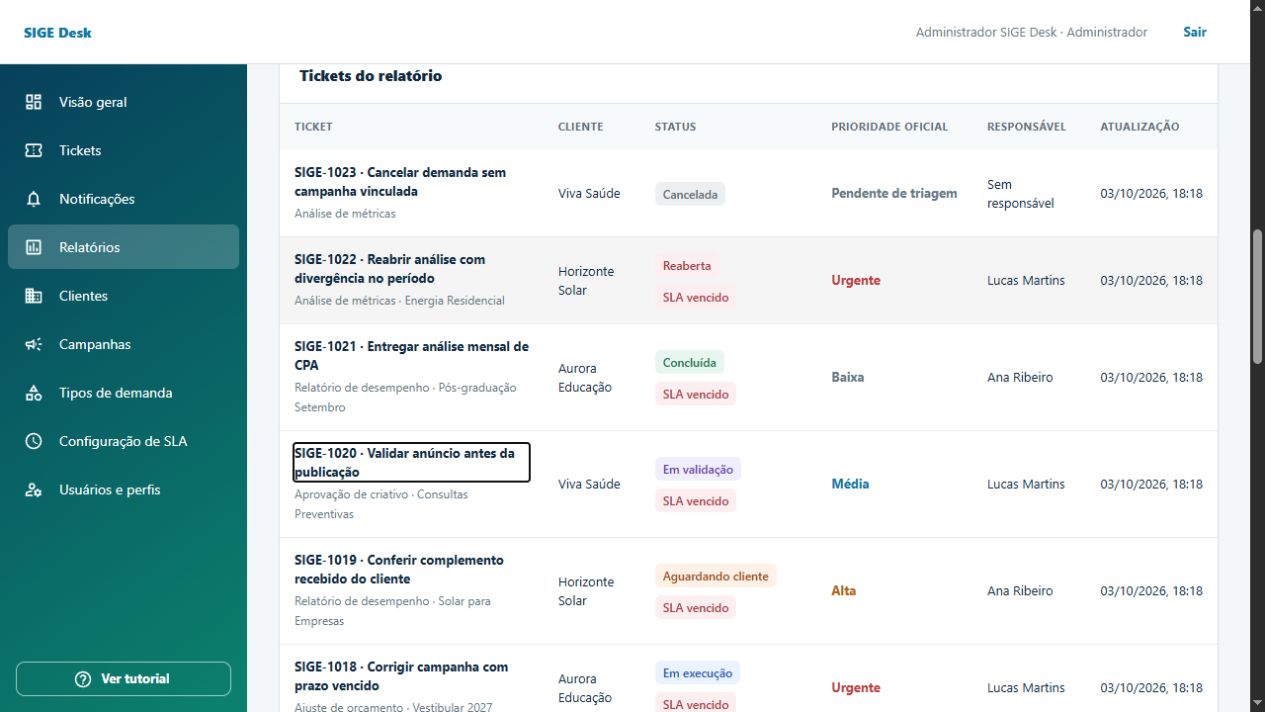 SIGE Desk
Administrador SIGE Desk · Administrador
Sair
Visão geral
Tickets
Notificações
Relatórios
Clientes
Campanhas
Tipos de demanda
Configuração de SLA
Usuários e perfis
Ver tutorial
Tickets do relatório
TICKET
CLIENTE
STATUS
PRIORIDADE OFICIAL
RESPONSÁVEL
ATUALIZAÇÃO
SIGE-1023 · Cancelar demanda sem
campanha vinculada
Análise de métricas
Viva Saúde
Cancelada
Pendente de triagem
Sem
responsável
03/10/2026, 18:18
SIGE-1022 · Reabrir análise com
divergência no período
Análise de métricas · Energia Residencial
Horizonte
Solar
Reaberta
SLA vencido
Urgente
Lucas Martins
03/10/2026, 18:18
SIGE-1021 · Entregar análise mensal de
CPA
Relatório de desempenho · Pós-graduação
Setembro
Aurora
Educação
Concluída
SLA vencido
Baixa
Ana Ribeiro
03/10/2026, 18:18
SIGE-1020 · Validar anúncio antes da
publicação
Aprovação de criativo · Consultas
Preventivas
Viva Saúde
Em validação
SLA vencido
Média
Lucas Martins
03/10/2026, 18:18
SIGE-1019 · Conferir complemento
recebido do cliente
Relatório de desempenho · Solar para
Empresas
Horizonte
Solar
Aguardando cliente
SLA vencido
Alta
Ana Ribeiro
03/10/2026, 18:18
SIGE-1018 · Corrigir campanha com
prazo vencido
Ajuste de orçamento · Vestibular 2027
Aurora
Educação
Em execução
SLA vencido
Urgente
Lucas Martins
03/10/2026, 18:18